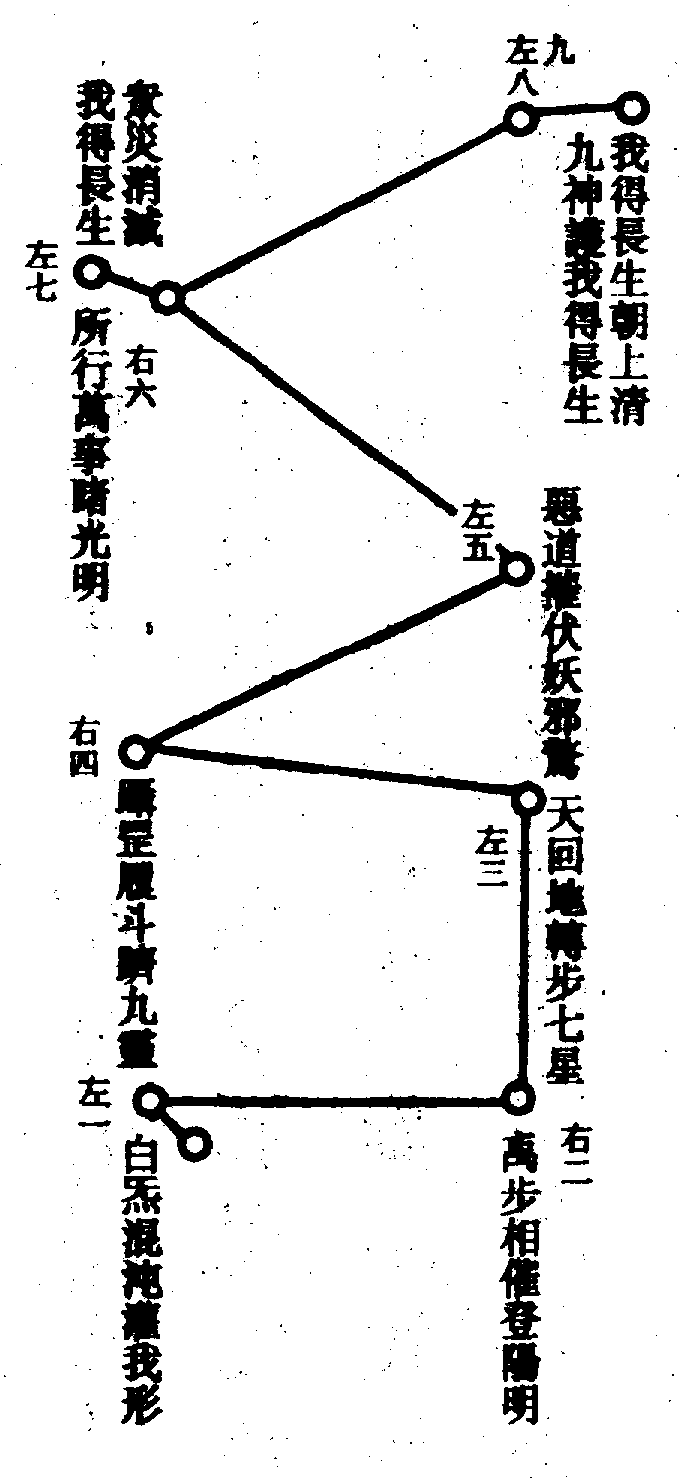 九
左八
我得長生朝上清
九神護我得長生
眾災消滅
我得長生
左七
右六
所行萬事睹光明
左五
惡道摧伏妖邪驚
右四
左三
天回地轉步七星
躡罡履斗躋九靈
左一
右二
禹步相催登陽明
白炁混沌灌我形